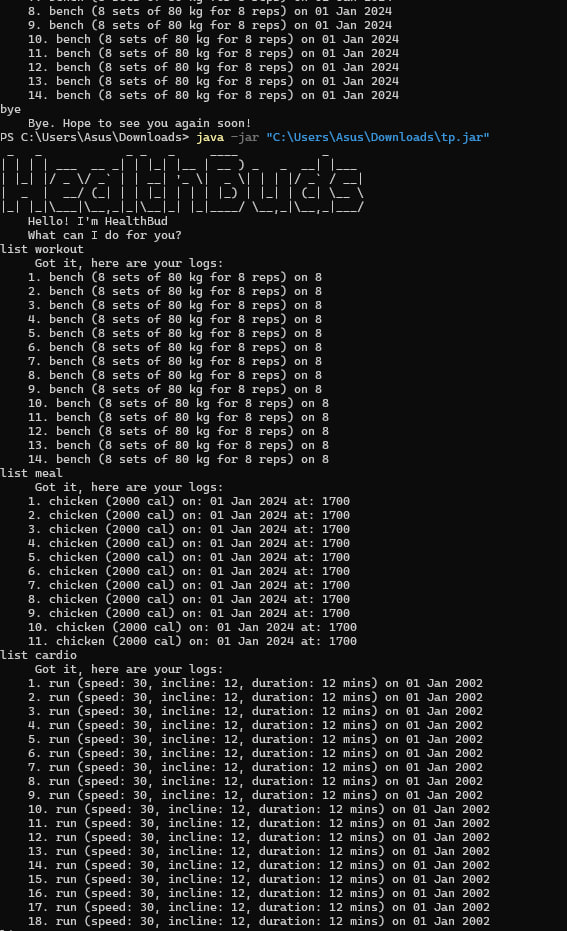 8. bench (8 sets of 80 kg for 8 reps) on 01 Jan 2024
9. bench (8 sets of 80 kg for 8 reps) on 01 Jan 2024
10. bench (8 sets of 80 kg for 8 reps) on 01 Jan 2024
11. bench (8 sets of 80 kg for 8 reps) on 01 Jan 2024
12. bench (8 sets of 80 kg for 8 reps) on 01 Jan 2024
13. bench (8 sets of 80 kg for 8 reps) on 01 Jan 2024
14. bench (8 sets of 80 kg for 8 reps) on 01 Jan 2024
bye
Bye. Hope to see you again soon!
PS C:\Users\Asus\Downloads> java -jar "C:\Users\Asus\Downloads\tp.jar"
HealthBuds
Hello! I'm HealthBud
What can I do for you?
list workout
Got it, here are your logs:
1. bench (8 sets of 80 kg for 8 reps) on 8
2. bench (8 sets of 80 kg for 8 reps) on 8
3. bench (8 sets of 80 kg for 8 reps) on 8
4. bench (8 sets of 80 kg for 8 reps) on 8
5. bench (8 sets of 80 kg for 8 reps) on 8
6. bench (8 sets of 80 kg for 8 reps) on 8
7. bench (8 sets of 80 kg for 8 reps) on 8
8. bench (8 sets of 80 kg for 8 reps) on 8
9. bench (8 sets of 80 kg for 8 reps) on 8
10. bench (8 sets of 80 kg for 8 reps) on 8
11. bench (8 sets of 80 kg for 8 reps) on 8
12. bench (8 sets of 80 kg for 8 reps) on 8
13. bench (8 sets of 80 kg for 8 reps) on 8
14. bench (8 sets of 80 kg for 8 reps) on 8
list meal
Got it, here are your logs:
1. chicken (2000 cal) on: 01 Jan 2024 at: 1700
2. chicken (2000 cal) on: 01 Jan 2024 at: 1700
3. chicken (2000 cal) on: 01 Jan 2024 at: 1700
4. chicken (2000 cal) on: 01 Jan 2024 at: 1700
5. chicken (2000 cal) on: 01 Jan 2024 at: 1700
6. chicken (2000 cal) on: 01 Jan 2024 at: 1700
7. chicken (2000 cal) on: 01 Jan 2024 at: 1700
8. chicken (2000 cal) on: 01 Jan 2024 at: 1700
9. chicken (2000 cal) on: 01 Jan 2024 at: 1700
10. chicken (2000 cal) on: 01 Jan 2024 at: 1700
11. chicken (2000 cal) on: 01 Jan 2024 at: 1700
list cardio
Got it, here are your logs:
1. run (speed: 30, incline: 12, duration: 12 mins) on 01 Jan 2002
2. run (speed: 30, incline: 12, duration: 12 mins) on 01 Jan 2002
3. run (speed: 30, incline: 12, duration: 12 mins) on 01 Jan 2002
4. run (speed: 30, incline: 12, duration: 12 mins) on 01 Jan 2002
5. run (speed: 30, incline: 12, duration: 12 mins) on 01 Jan 2002
6. run (speed: 30, incline: 12, duration: 12 mins) on 01 Jan 2002
7. run (speed: 30, incline: 12, duration: 12 mins) on 01 Jan 2002
8. run (speed: 30, incline: 12, duration: 12 mins) on 01 Jan 2002
9. run (speed: 30, incline: 12, duration: 12 mins) on 01 Jan 2002
10. run (speed: 30, incline: 12, duration: 12 mins) on 01 Jan 2002
11. run (speed: 30, incline: 12, duration: 12 mins) on 01 Jan 2002
12. run (speed: 30, incline: 12, duration: 12 mins) on 01 Jan 2002
13. run (speed: 30, incline: 12, duration: 12 mins) on 01 Jan 2002
14. run (speed: 30, incline: 12, duration: 12 mins) on 01 Jan 2002
15. run (speed: 30, incline: 12, duration: 12 mins) on 01 Jan 2002
16. run (speed: 30, incline: 12, duration: 12 mins) on 01 Jan 2002
17. run (speed: 30, incline: 12, duration: 12 mins) on 01 Jan 2002
18. run (speed: 30, incline: 12, duration: 12 mins) on 01 Jan 2002